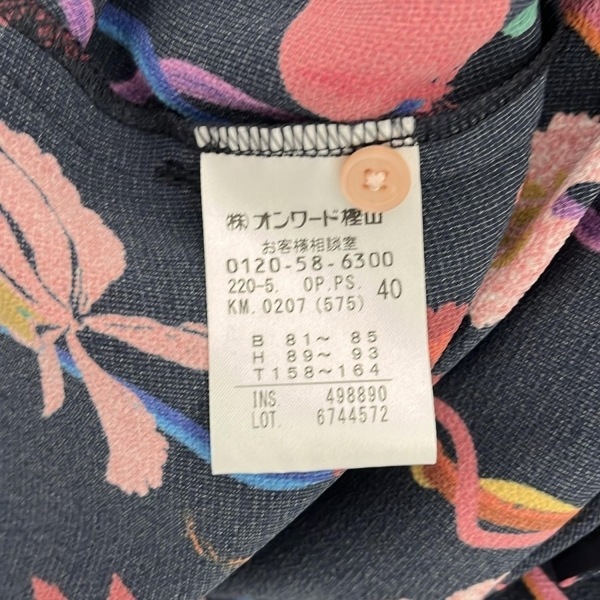 ㈱オンワード樫山
お客様相談室
0120-58-6300
220-5. OP.PS. 40
KM. 0207 (575)
B 81～ 85
H 89～ 93
T158～164
INS. 498890
LOT. 6744572